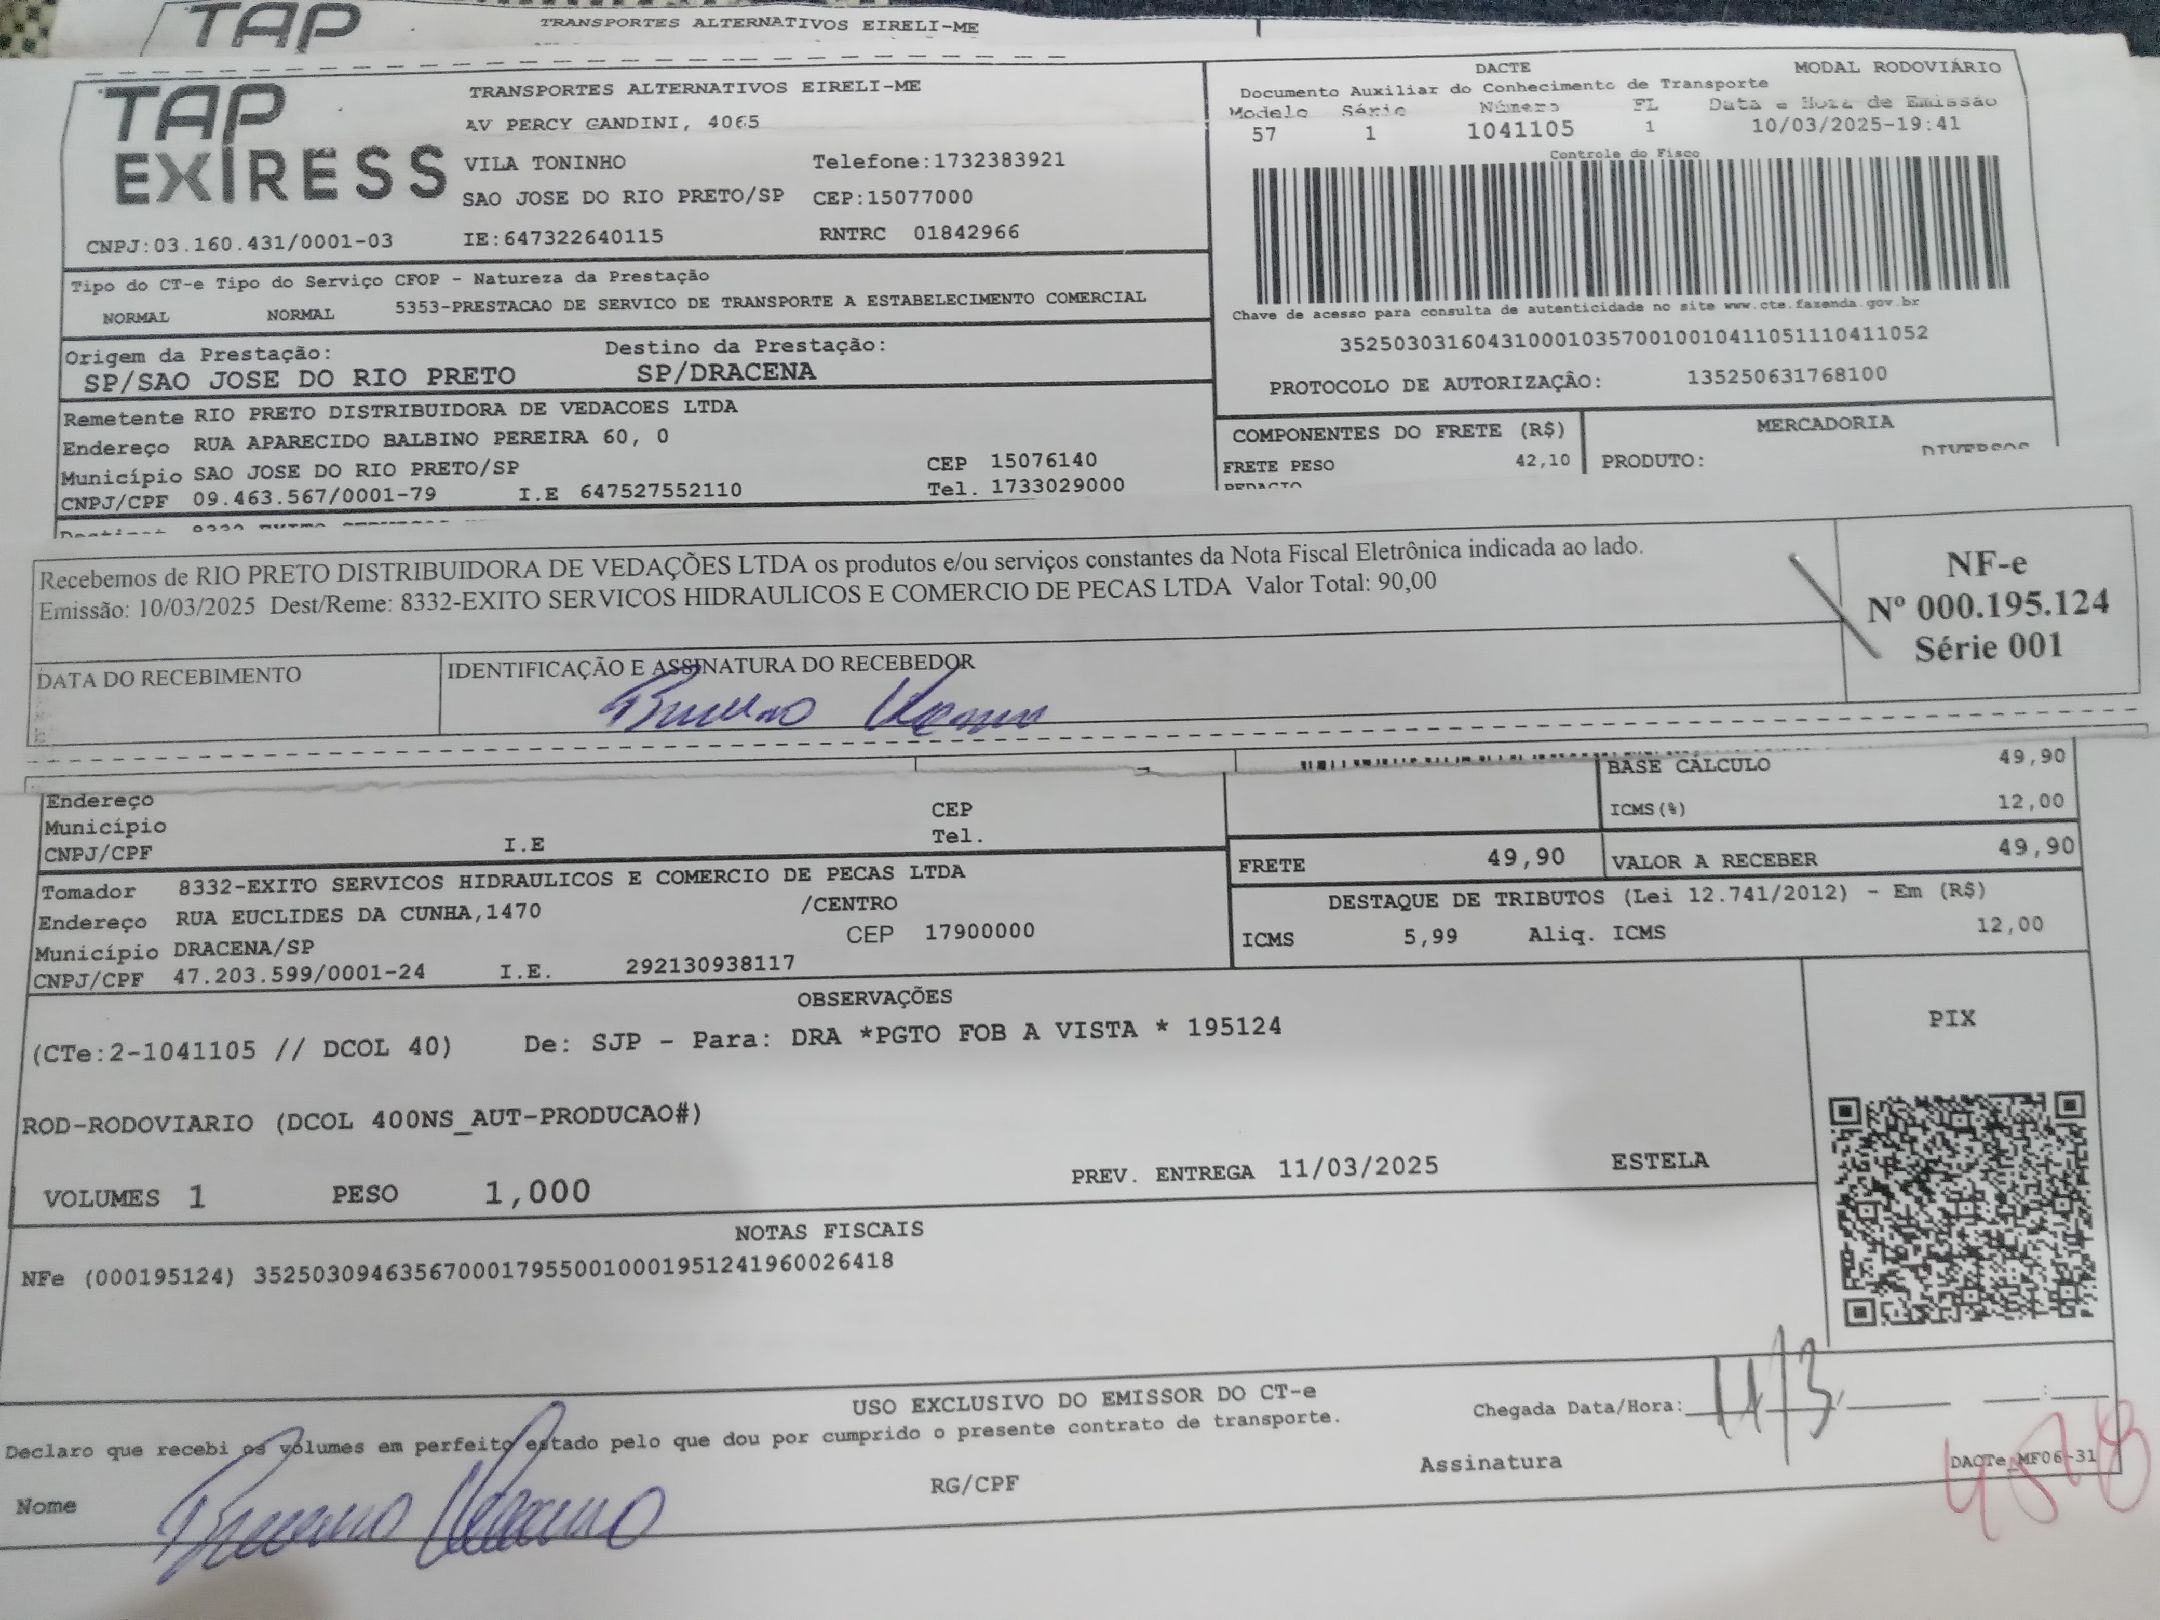 TAP TRANSPORTES ALTERNATIVOS EIRELI-ME
TAP EXPRESS
TRANSPORTES ALTERNATIVOS EIRELI-ME
AV PERCY GANDINI, 4065
VILA TONINHO Telefone:1732383921
SAO JOSE DO RIO PRETO/SP CEP:15077000
CNPJ:03.160.431/0001-03 IE:647322640115 RNTRC 01842966
DACTE MODAL RODOVIÁRIO
Documento Auxiliar do Conhecimento de Transporte
Modelo Série Número FL Data e Hora de Emissão
57 1 1041105 1 10/03/2025-19:41
Controle do Fisco
Chave de acesso para consulta de autenticidade no site www.cte.fazenda.gov.br
35250303160431000103570010010411051110411052
PROTOCOLO DE AUTORIZAÇÂO: 135250631768100
Tipo do CT-e Tipo do Serviço CFOP - Natureza da Prestação
NORMAL NORMAL 5353-PRESTACAO DE SERVICO DE TRANSPORTE A ESTABELECIMENTO COMERCIAL
Origem da Prestação: Destino da Prestação:
SP/SAO JOSE DO RIO PRETO SP/DRACENA
Remetente RIO PRETO DISTRIBUIDORA DE VEDACOES LTDA
Endereço RUA APARECIDO BALBINO PEREIRA 60, 0
Município SAO JOSE DO RIO PRETO/SP CEP 15076140
CNPJ/CPF 09.463.567/0001-79 I.E 647527552110 Tel. 1733029000
COMPONENTES DO FRETE (R$) MERCADORIA
FRETE PESO 42,10 PRODUTO: DIVERSOS
Recebemos de RIO PRETO DISTRIBUIDORA DE VEDAÇÕES LTDA os produtos e/ou serviços constantes da Nota Fiscal Eletrônica indicada ao lado.
Emissão: 10/03/2025 Dest/Reme: 8332-EXITO SERVICOS HIDRAULICOS E COMERCIO DE PECAS LTDA Valor Total: 90,00
NF-e
Nº 000.195.124
Série 001
DATA DO RECEBIMENTO IDENTIFICAÇÃO E ASSINATURA DO RECEBEDOR
Endereço
Município CEP
CNPJ/CPF I.E Tel.
BASE CÁLCULO 49,90
ICMS(%) 12,00
FRETE 49,90 VALOR A RECEBER 49,90
Tomador 8332-EXITO SERVICOS HIDRAULICOS E COMERCIO DE PECAS LTDA
Endereço RUA EUCLIDES DA CUNHA,1470 /CENTRO
Município DRACENA/SP CEP 17900000
CNPJ/CPF 47.203.599/0001-24 I.E. 292130938117
DESTAQUE DE TRIBUTOS (Lei 12.741/2012) - Em (R$)
ICMS 5,99 Aliq. ICMS 12,00
OBSERVAÇÕES
(CTe:2-1041105 // DCOL 40) De: SJP - Para: DRA *PGTO FOB A VISTA * 195124
PIX
ROD-RODOVIARIO (DCOL 400NS_AUT-PRODUCAO#)
VOLUMES 1 PESO 1,000 PREV. ENTREGA 11/03/2025 ESTELA
NOTAS FISCAIS
NFe (000195124) 35250309463567000179550010001951241960026418
USO EXCLUSIVO DO EMISSOR DO CT-e
Declaro que recebi os volumes em perfeito estado pelo que dou por cumprido o presente contrato de transporte.
Chegada Data/Hora: 11/3
Nome RG/CPF Assinatura DACTe_MF06-31